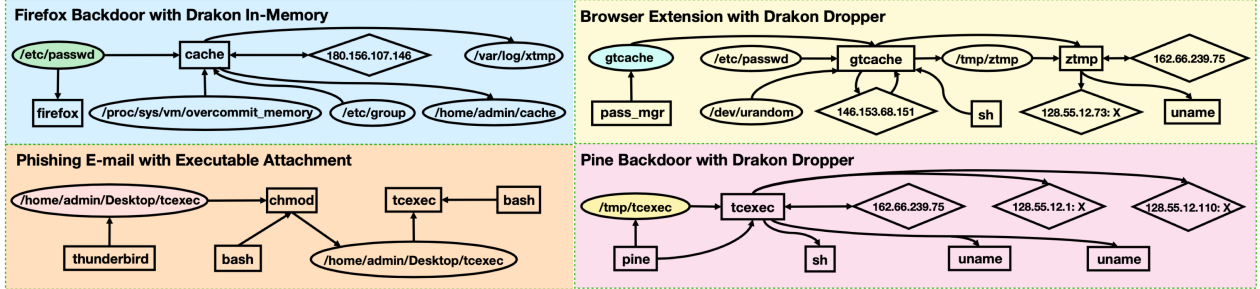 Firefox Backdoor with Drakon In-Memory
/etc/passwd
cache
180.156.107.146
/var/log/xtmp
firefox
/proc/sys/vm/overcommit_memory
/etc/group
/home/admin/cache
Browser Extension with Drakon Dropper
gtcache
/etc/passwd
gtcache
/tmp/ztmp
ztmp
162.66.239.75
pass_mgr
/dev/urandom
146.153.68.151
sh
128.55.12.73: X
uname
Phishing E-mail with Executable Attachment
/home/admin/Desktop/tcexec
chmod
tcexec
bash
thunderbird
bash
/home/admin/Desktop/tcexec
Pine Backdoor with Drakon Dropper
/tmp/tcexec
tcexec
162.66.239.75
128.55.12.1: X
128.55.12.110: X
pine
sh
uname
uname